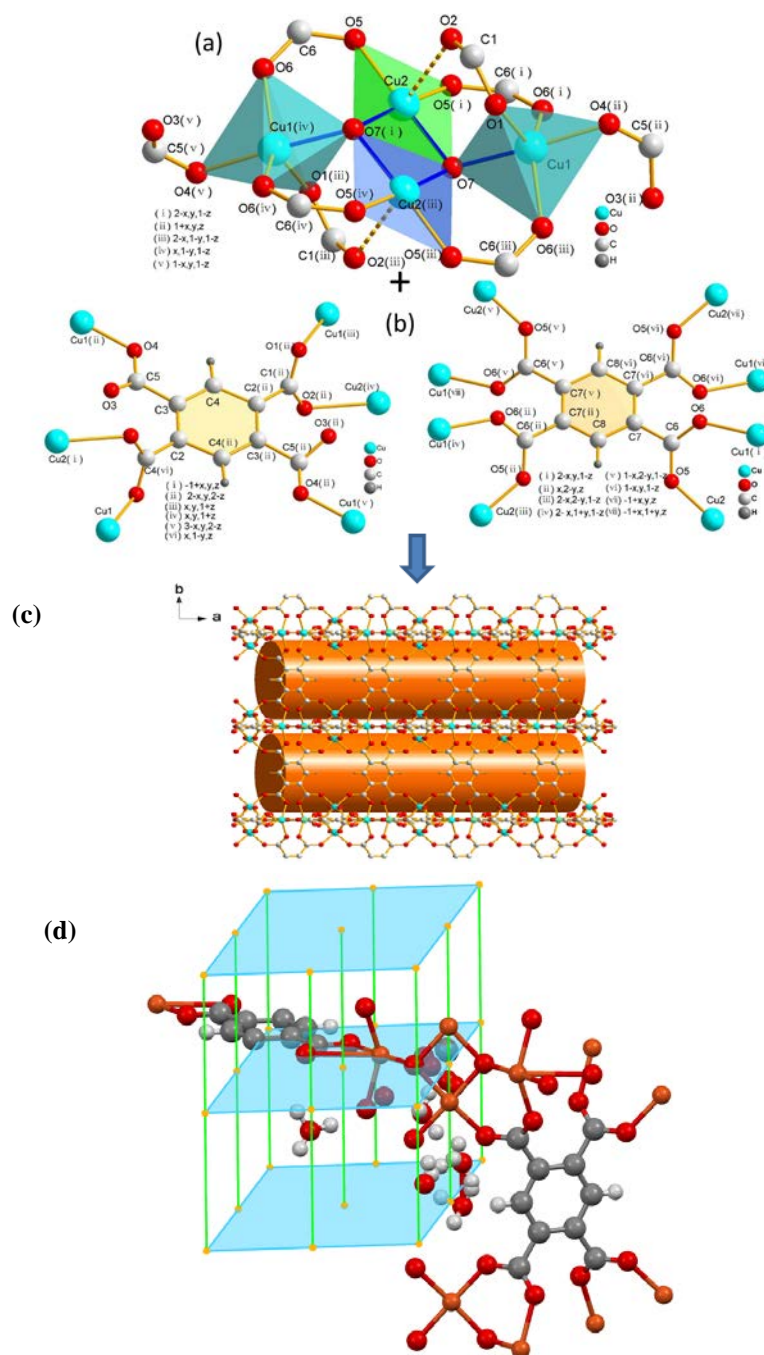 (a)
O5
O2
C6
C1
Cu2
O6
C6(ⅰ)
O6(ⅰ)
O5(ⅰ)
O4(ⅱ)
O3(ⅴ)
Cu1(ⅳ)
O7(ⅰ)
O1
C5(ⅱ)
C5(ⅴ)
O7
Cu1
O1(ⅲ)
O4(ⅴ)
O5(ⅳ)
Cu2(ⅲ)
O3(ⅱ)
O6(ⅳ)
C6(ⅳ)
O6(ⅲ)
C1(ⅲ)
C6(ⅲ)
O2(ⅲ)
O5(ⅲ)
(ⅰ) 2-x,y,1-z
(ⅱ) 1+x,y,z
(ⅲ) 2-x,1-y,1-z
(ⅳ) x,1-y,1-z
(ⅴ) 1-x,y,1-z
Cu
O
C
H
+
(b)
Cu1(ⅱ)
O4
O1(ⅱ)
Cu1(ⅲ)
C5
C1(ⅱ)
O3
C3
C4
C2(ⅱ)
O2(ⅱ)
Cu2(ⅳ)
O3(ⅱ)
C2
C4(ⅱ)
C3(ⅱ)
C5(ⅱ)
Cu2(ⅰ)
C4(ⅵ)
O4(ⅱ)
Cu1
Cu1(ⅴ)
(ⅰ) -1+x,y,z
(ⅱ) 2-x,y,2-z
(ⅲ) x,y,1+z
(ⅳ) x,y,1+z
(ⅴ) 3-x,y,2-z
(ⅵ) x,1-y,z
Cu
O
C
H
Cu2(ⅴ)
Cu2(ⅶ)
O5(ⅴ)
O5(ⅵ)
C6(ⅴ)
C8(ⅵ)
C6(ⅵ)
O6(ⅴ)
C7(ⅴ)
C7(ⅵ)
O6(ⅵ)
Cu1(ⅷ)
O6(ⅱ)
C7(ⅱ)
O6
Cu1(ⅳ)
C6(ⅱ)
C8
C7
C6
Cu1(ⅰ)
O5(ⅱ)
O5
Cu2(ⅲ)
Cu2
(ⅰ) 2-x,y,1-z (ⅴ) 1-x,2-y,1-z
(ⅱ) x,2-y,z (ⅵ) 1-x,y,1-z
(ⅲ) 2-x,2-y,1-z (ⅶ) -1+x,y,z
(ⅳ) 2- x,1+y,1-z (ⅷ) -1+x,1+y,z
Cu
O
C
H
(c)
b
a
(d)